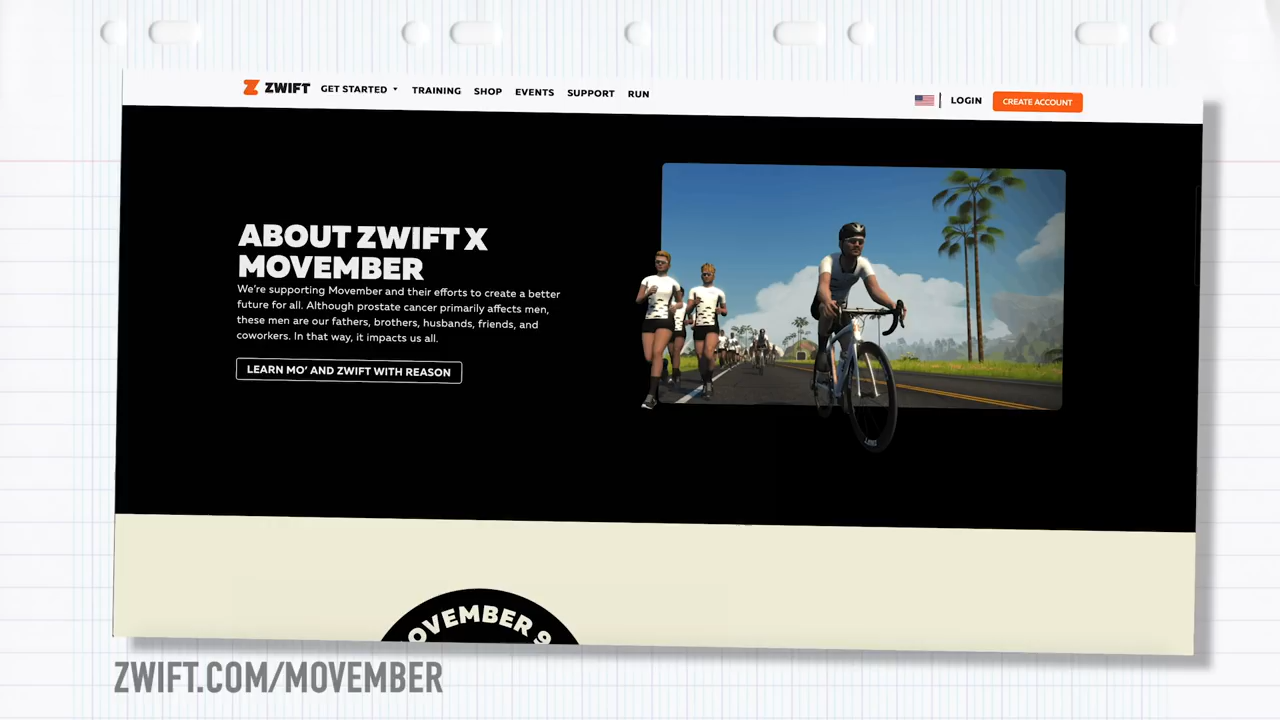 ZWIFT GET STARTED TRAINING SHOP EVENTS SUPPORT RUN LOGIN CREATE ACCOUNT
ABOUT ZWIFT X
MOVEMBER
We're supporting Movember and their efforts to create a better
future for all. Although prostate cancer primarily affects men,
these men are our fathers, brothers, husbands, friends, and
coworkers. In that way, it impacts us all.
LEARN MO' AND ZWIFT WITH REASON
OVEMBER 9
ZWIFT.COM/MOVEMBER